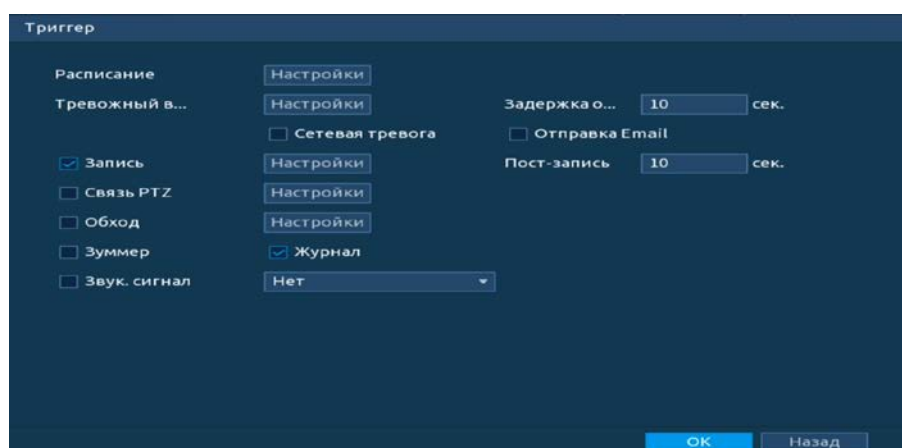 Триггер
Расписание Настройки
Тревожный в... Настройки Задержка о... 10 сек.
Сетевая тревога Отправка Email
Запись Настройки Пост-запись 10 сек.
Связь PTZ Настройки
Обход Настройки
Зуммер Журнал
Звук. сигнал Нет
OK Назад